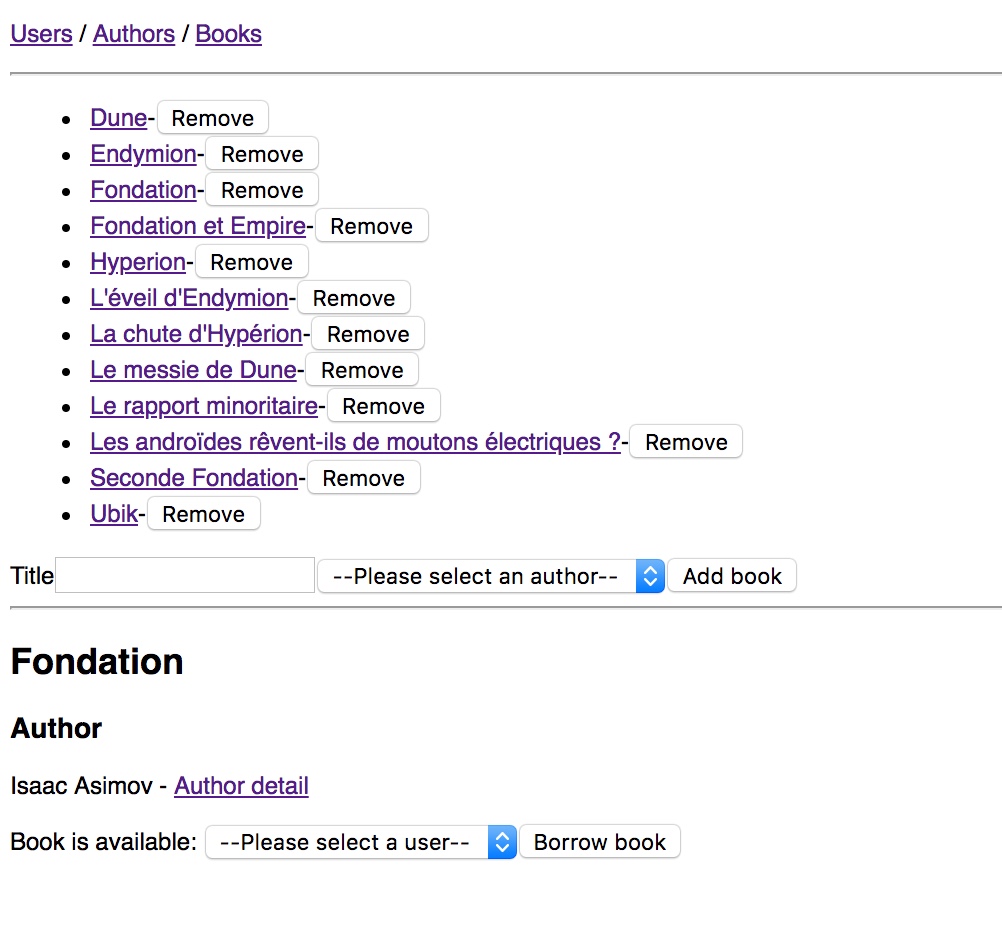 Users / Authors / Books
Dune- Remove
Endymion- Remove
Fondation- Remove
Fondation et Empire- Remove
Hyperion- Remove
L'éveil d'Endymion- Remove
La chute d'Hypérion- Remove
Le messie de Dune- Remove
Le rapport minoritaire- Remove
Les androïdes rêvent-ils de moutons électriques ?- Remove
Seconde Fondation- Remove
Ubik- Remove
Title --Please select an author-- Add book
Fondation
Author
Isaac Asimov - Author detail
Book is available: --Please select a user-- Borrow book